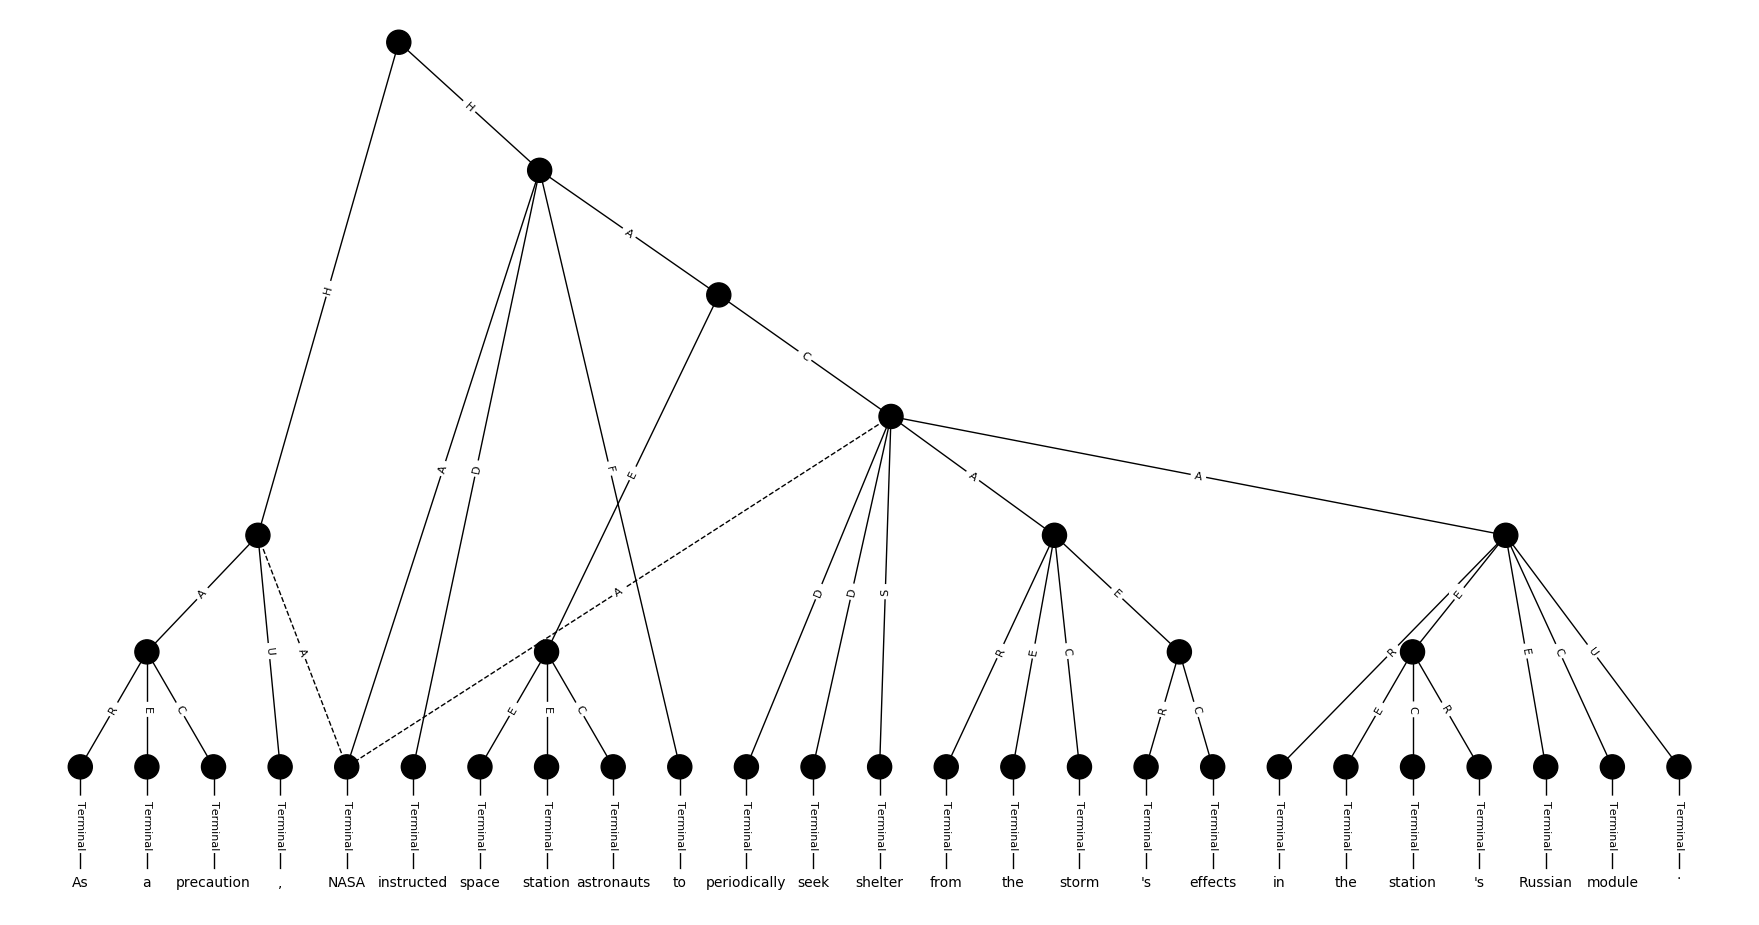 H
H
A
H
C
A D F E
A
A
A D D S
A
E
E
U A
R E C
R E C U
R E C
E E C
R C
E C R
Terminal Terminal Terminal Terminal Terminal Terminal Terminal Terminal Terminal Terminal Terminal Terminal Terminal Terminal Terminal Terminal Terminal Terminal Terminal Terminal Terminal Terminal Terminal Terminal Terminal
As a precaution , NASA instructed space station astronauts to periodically seek shelter from the storm 's effects in the station 's Russian module .